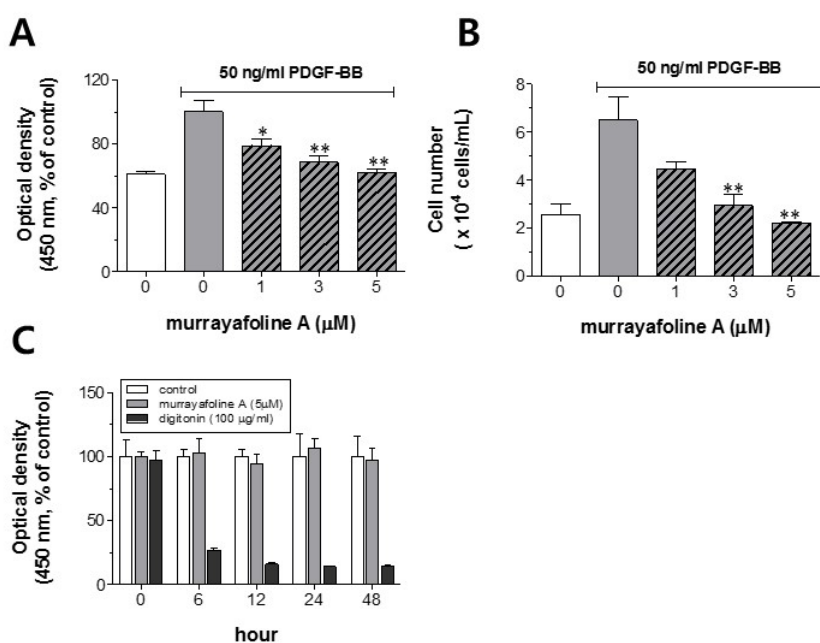 A
50 ng/ml PDGF-BB
Optical density
(450 nm, % of control)
120
80
40
0
*
**
**
0 0 1 3 5
murrayafoline A (μM)
B
50 ng/ml PDGF-BB
Cell number
( x 10⁴ cells/mL)
8
6
4
2
0
**
**
0 0 1 3 5
murrayafoline A (μM)
C
control
murrayafoline A (5μM)
digitonin (100 μg/ml)
Optical density
(450 nm, % of control)
150
100
50
0
0 6 12 24 48
hour